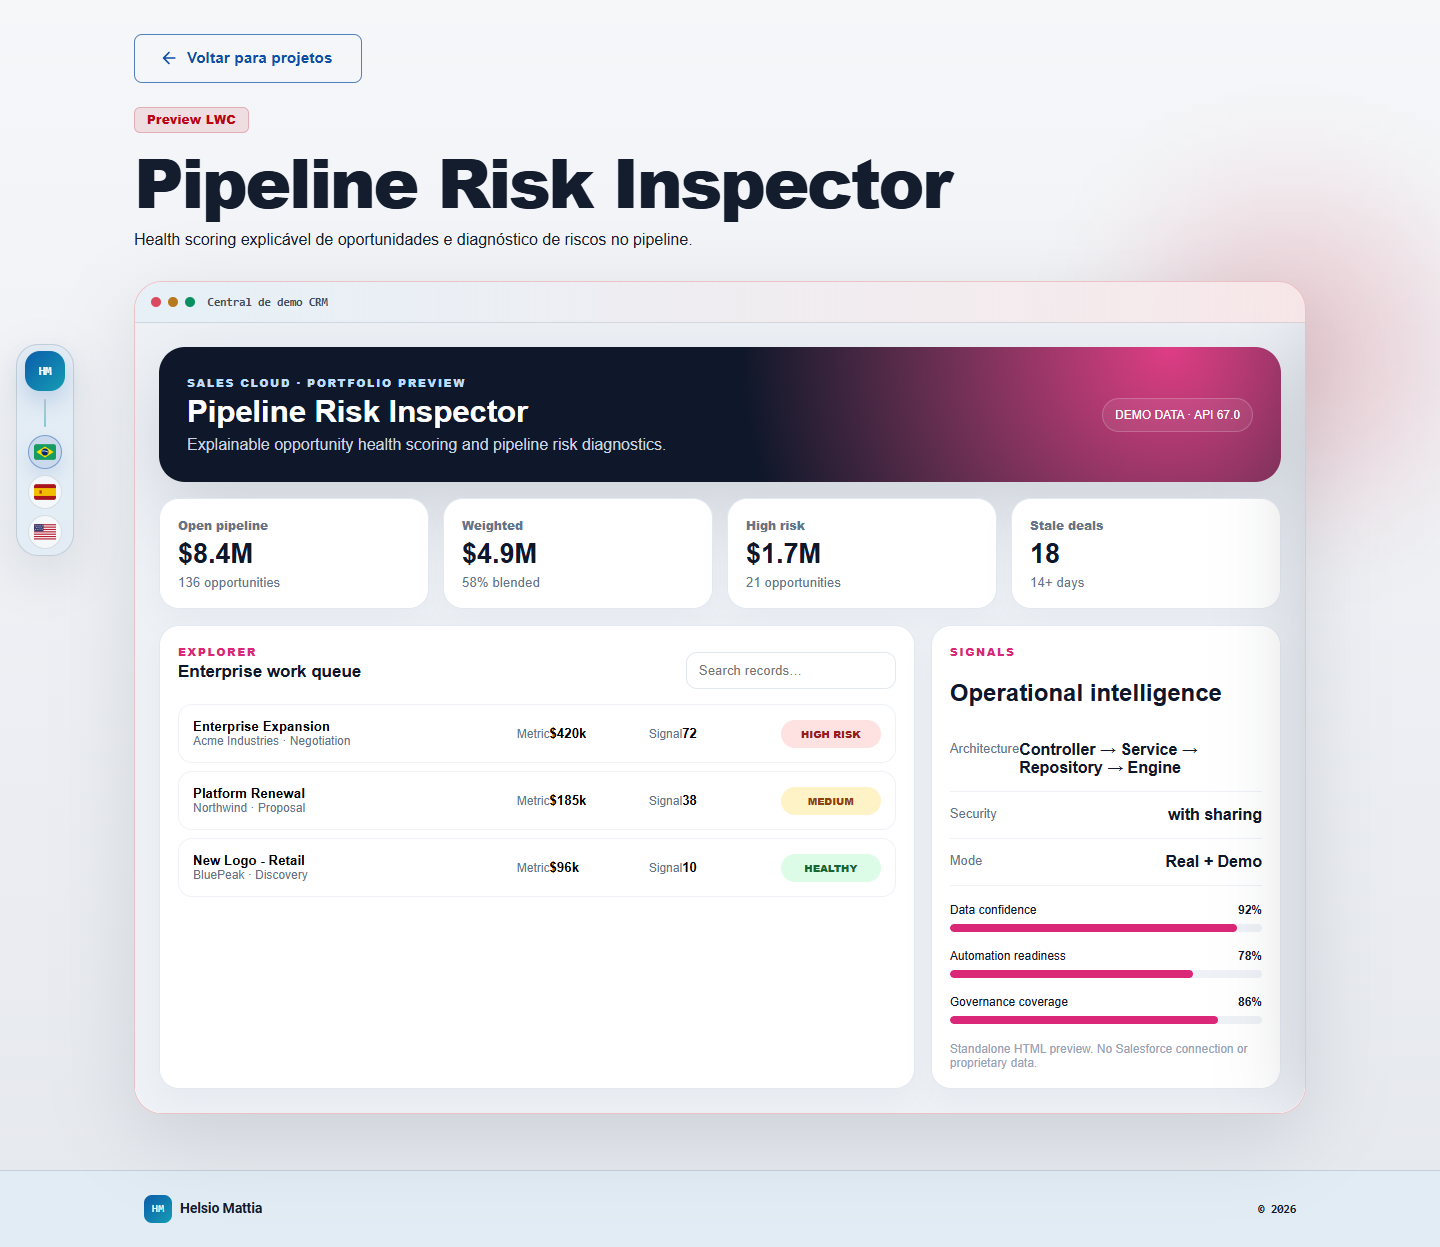 Voltar para projetos
Preview LWC
Pipeline Risk Inspector
Health scoring explicável de oportunidades e diagnóstico de riscos no pipeline.
Central de demo CRM
HM
SALES CLOUD · PORTFOLIO PREVIEW
Pipeline Risk Inspector
Explainable opportunity health scoring and pipeline risk diagnostics.
DEMO DATA · API 67.0
Open pipeline
$8.4M
136 opportunities
Weighted
$4.9M
58% blended
High risk
$1.7M
21 opportunities
Stale deals
18
14+ days
EXPLORER
Enterprise work queue
Search records...
Enterprise Expansion
Acme Industries · Negotiation
Metric$420k
Signal72
HIGH RISK
Platform Renewal
Northwind · Proposal
Metric$185k
Signal38
MEDIUM
New Logo - Retail
BluePeak · Discovery
Metric$96k
Signal10
HEALTHY
SIGNALS
Operational intelligence
Architecture Controller → Service →
Repository → Engine
Security with sharing
Mode Real + Demo
Data confidence 92%
Automation readiness 78%
Governance coverage 86%
Standalone HTML preview. No Salesforce connection or
proprietary data.
HM Helsio Mattia
© 2026